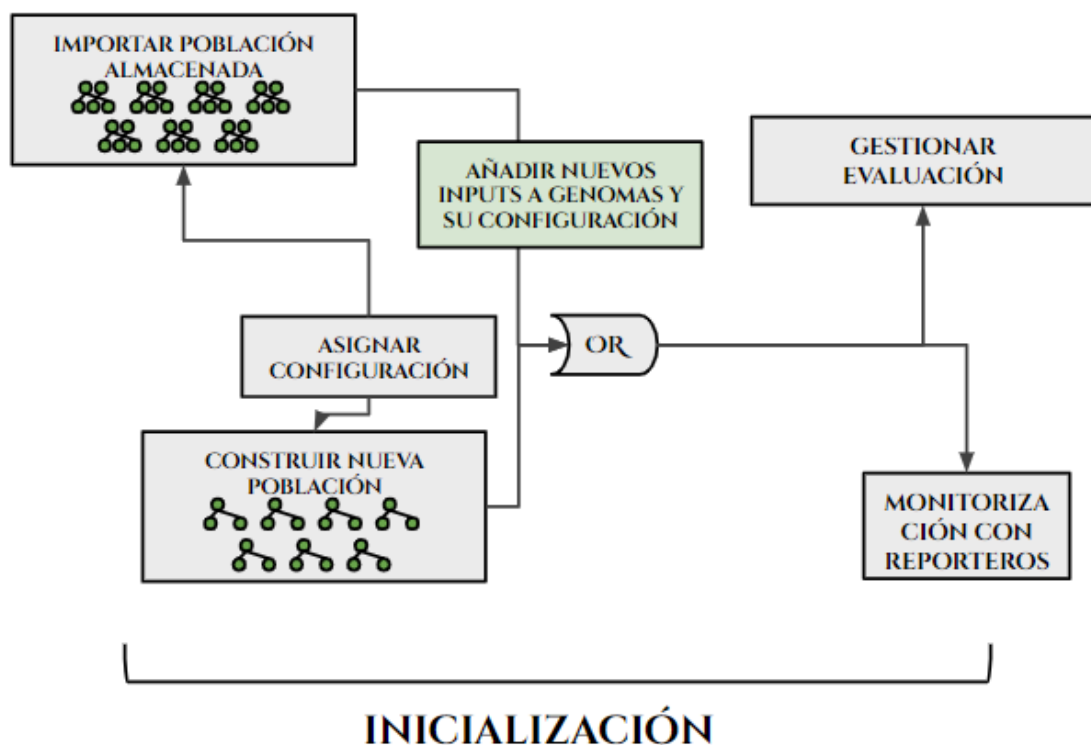 IMPORTAR POBLACIÓN
ALMACENADA
AÑADIR NUEVOS
INPUTS A GENOMAS Y
SU CONFIGURACIÓN
GESTIONAR
EVALUACIÓN
ASIGNAR
CONFIGURACIÓN
OR
CONSTRUIR NUEVA
POBLACIÓN
MONITORIZA
CIÓN CON
REPORTEROS
INICIALIZACIÓN